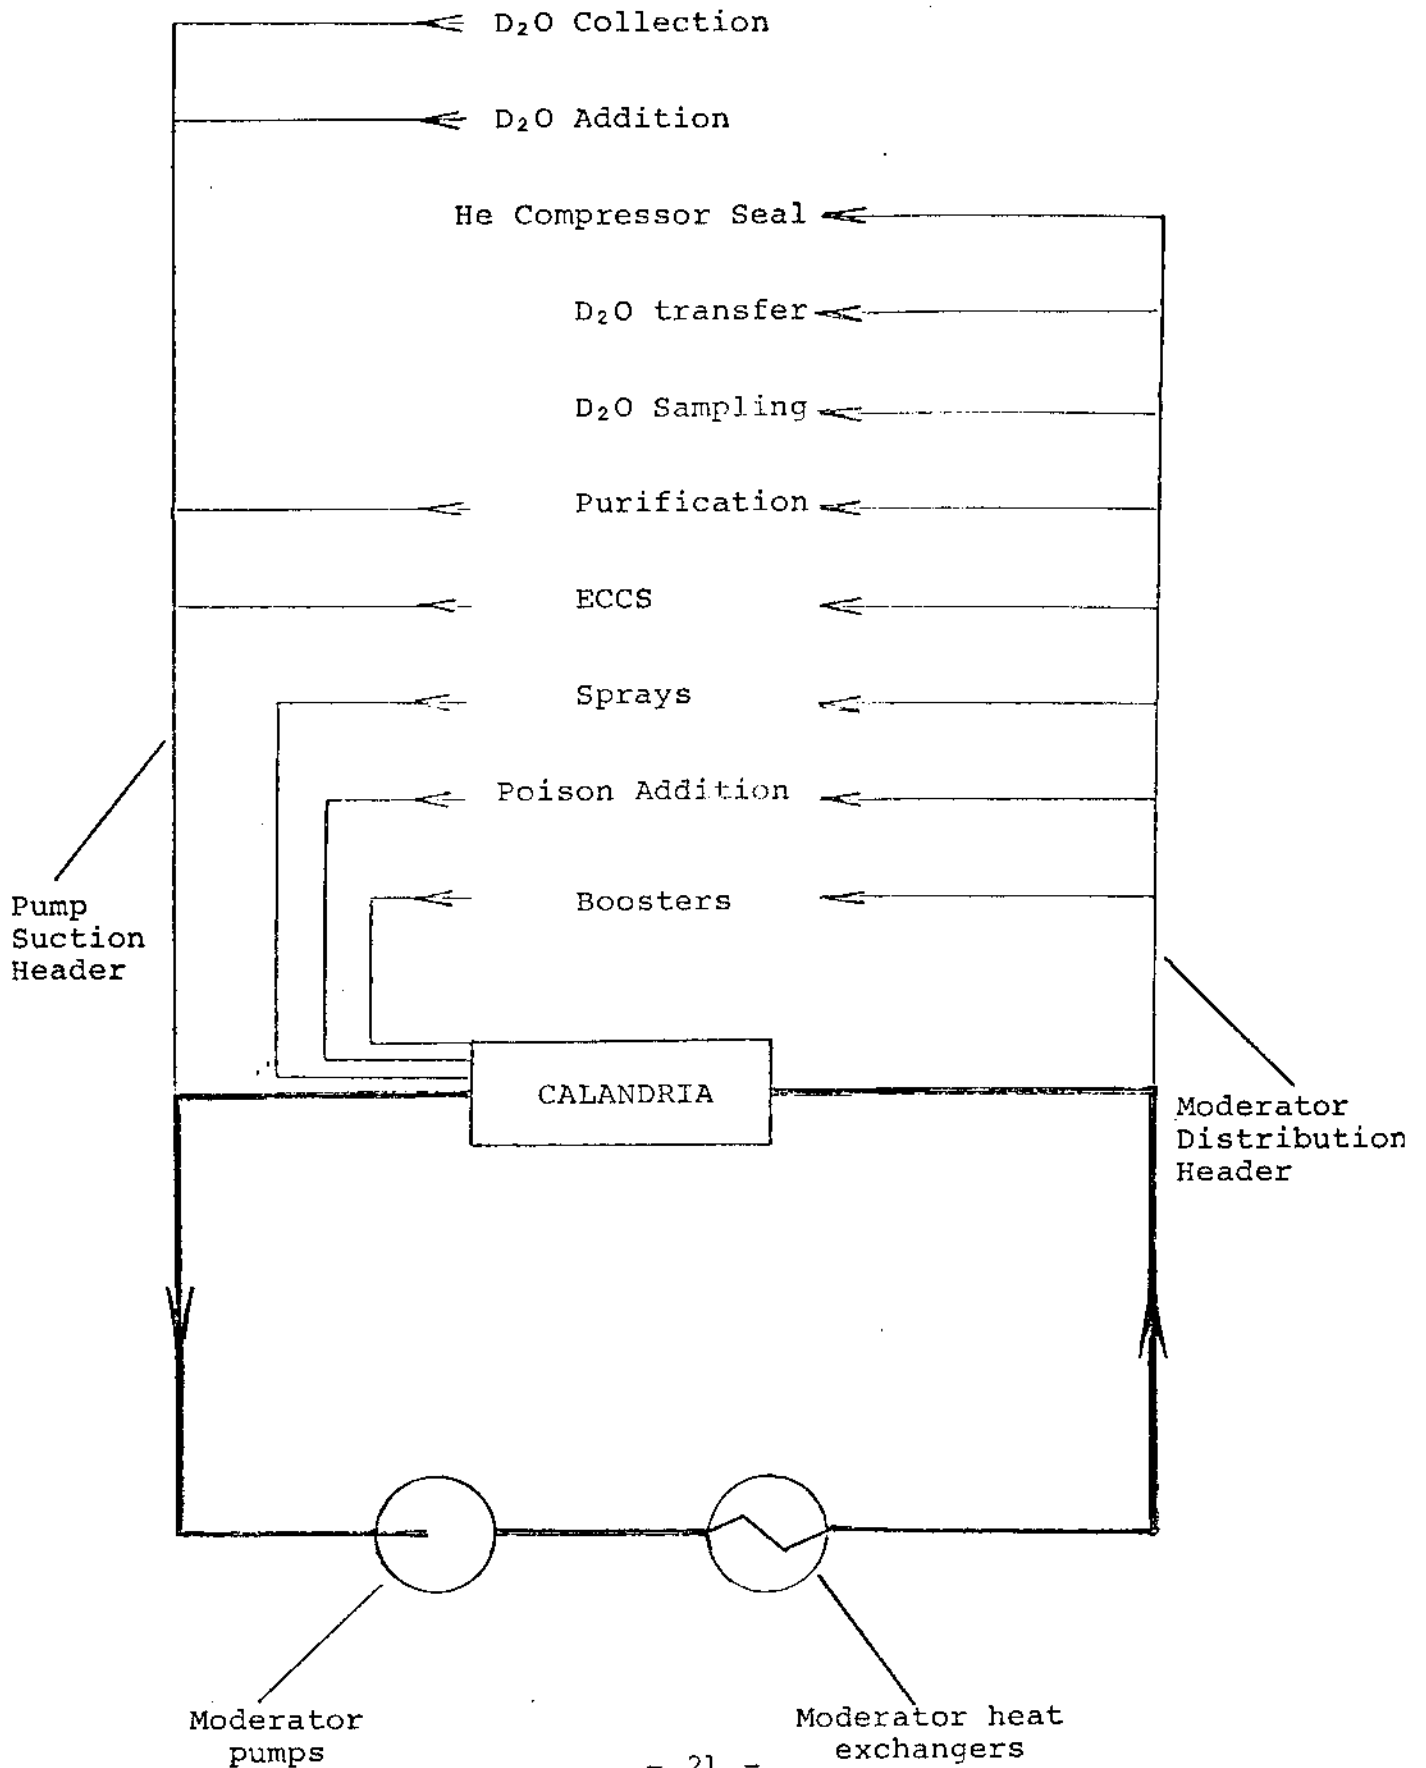 D₂O Collection
D₂O Addition
He Compressor Seal
D₂O transfer
D₂O Sampling
Purification
ECCS
Sprays
Poison Addition
Boosters
Pump
Suction
Header
CALANDRIA
Moderator
Distribution
Header
Moderator
pumps
Moderator heat
exchangers
- 21 -